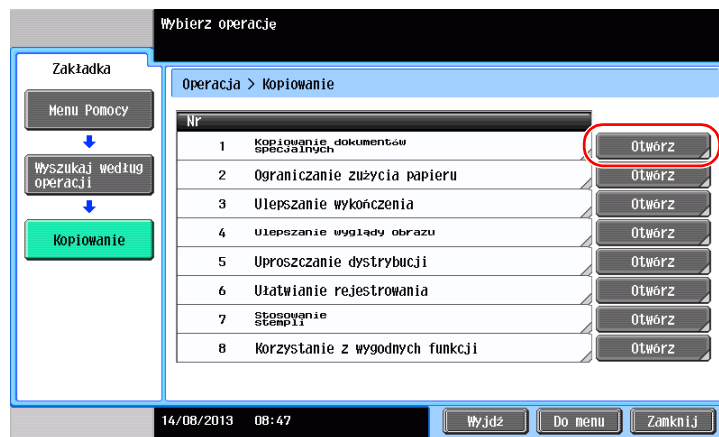 Wybierz operację
Zakładka
Menu Pomocy
Wyszukaj według
operacji
Kopiowanie
Operacja > Kopiowanie
Nr
1 Kopiowanie dokumentów
specjalnych Otwórz
2 Ograniczanie zużycia papieru Otwórz
3 Ulepszanie wykończenia Otwórz
4 Ulepszanie wyglądy obrazu Otwórz
5 Uproszczanie dystrybucji Otwórz
6 Ułatwianie rejestrowania Otwórz
7 Stosowanie
stempli Otwórz
8 Korzystanie z wygodnych funkcji Otwórz
14/08/2013 08:47 Wyjdź Do menu Zamknij